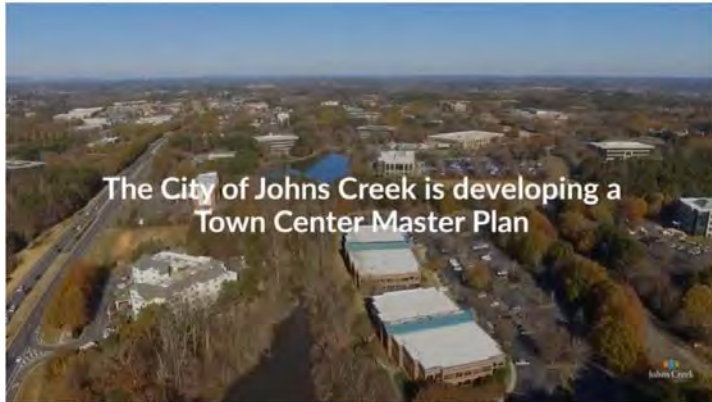 The City of Johns Creek is developing a
Town Center Master Plan
Johns Creek